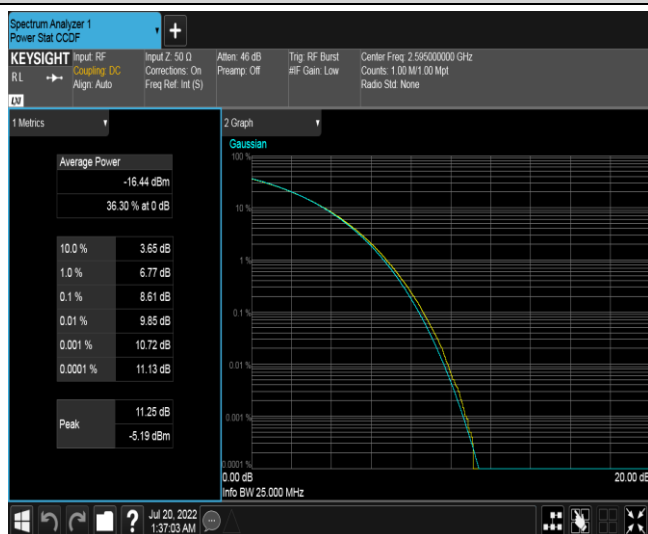 Spectrum Analyzer 1
Power Stat CCDF
KEYSIGHT
RL
LXI
Input: RF
Coupling: DC
Align: Auto
Input Z: 50 Ω
Corrections: On
Freq Ref: Int (S)
Atten: 46 dB
Preamp: Off
Trig: RF Burst
#IF Gain: Low
Center Freq: 2.595000000 GHz
Counts: 1.00 M/1.00 Mpt
Radio Std: None
1 Metrics
Average Power
-16.44 dBm
36.30 % at 0 dB
10.0 % 3.65 dB
1.0 % 6.77 dB
0.1 % 8.61 dB
0.01 % 9.85 dB
0.001 % 10.72 dB
0.0001 % 11.13 dB
Peak
11.25 dB
-5.19 dBm
2 Graph
Gaussian
100 %
10 %
1 %
0.1 %
0.01 %
0.001 %
0.0001 %
0.00 dB
20.00 dB
Info BW 25.000 MHz
?
Jul 20, 2022
1:37:03 AM